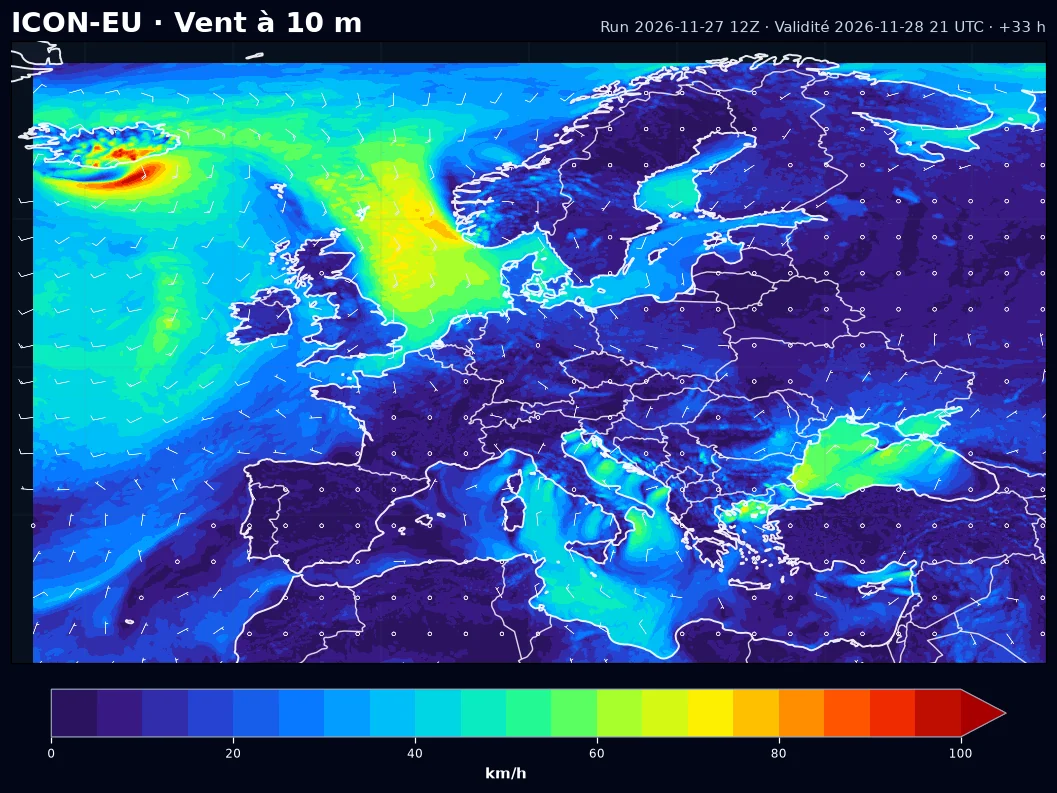 ICON-EU · Vent à 10 m
Run 2026-11-27 12Z · Validité 2026-11-28 21 UTC · +33 h
0 20 40 60 80 100
km/h